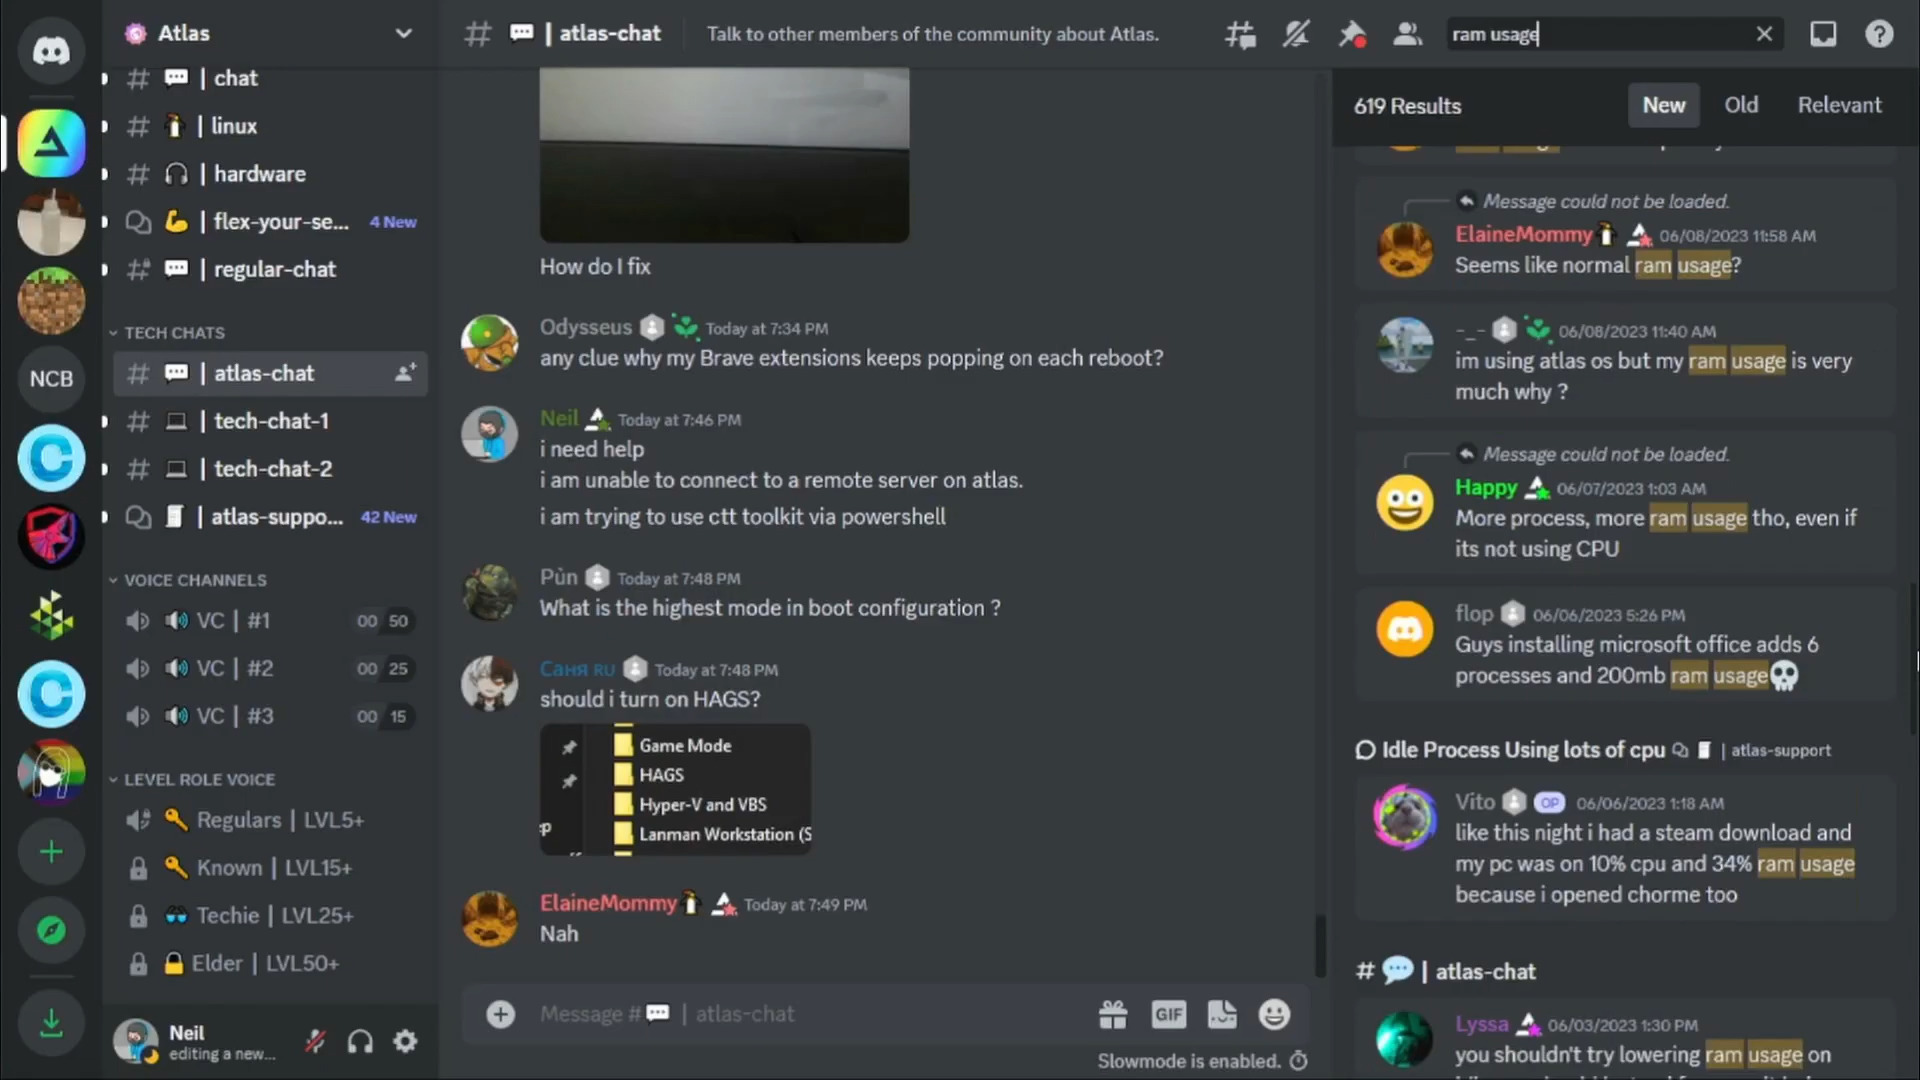 Atlas
chat
linux
hardware
flex-your-se... 4 New
regular-chat
TECH CHATS
atlas-chat
tech-chat-1
tech-chat-2
atlas-suppo... 42 New
VOICE CHANNELS
VC | #1 00 50
VC | #2 00 25
VC | #3 00 15
LEVEL ROLE VOICE
Regulars | LVL5+
Known | LVL15+
Techie | LVL25+
Elder | LVL50+
Neil
editing a new...
NCB
# | atlas-chat Talk to other members of the community about Atlas.
How do I fix
Odysseus Today at 7:34 PM
any clue why my Brave extensions keeps popping on each reboot?
Neil Today at 7:46 PM
i need help
i am unable to connect to a remote server on atlas.
i am trying to use ctt toolkit via powershell
Pùn Today at 7:48 PM
What is the highest mode in boot configuration ?
Саня RU Today at 7:48 PM
should i turn on HAGS?
Game Mode
HAGS
Hyper-V and VBS
Lanman Workstation (S
ElaineMommy Today at 7:49 PM
Nah
Message # | atlas-chat
GIF
Slowmode is enabled.
ram usage
619 Results New Old Relevant
Message could not be loaded.
ElaineMommy 06/08/2023 11:58 AM
Seems like normal ram usage?
-_- 06/08/2023 11:40 AM
im using atlas os but my ram usage is very
much why ?
Message could not be loaded.
Happy 06/07/2023 1:03 AM
More process, more ram usage tho, even if
its not using CPU
flop 06/06/2023 5:26 PM
Guys installing microsoft office adds 6
processes and 200mb ram usage
Idle Process Using lots of cpu | atlas-support
Vito OP 06/06/2023 1:18 AM
like this night i had a steam download and
my pc was on 10% cpu and 34% ram usage
because i opened chorme too
# | atlas-chat
Lyssa 06/03/2023 1:30 PM
you shouldn't try lowering ram usage on